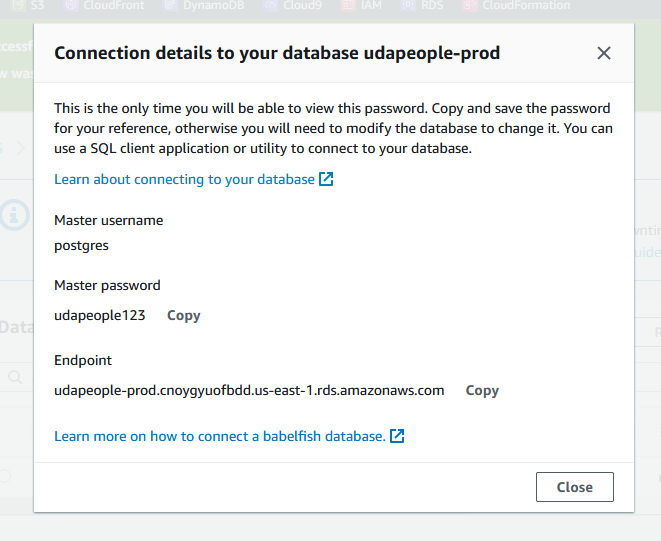 S3 CloudFront DynamoDB Cloud9 IAM RDS CloudFormation
Connection details to your database udapeople-prod
This is the only time you will be able to view this password. Copy and save the password
for your reference, otherwise you will need to modify the database to change it. You can
use a SQL client application or utility to connect to your database.
Learn about connecting to your database
Master username
postgres
Master password
udapeople123 Copy
Endpoint
udapeople-prod.cnoygyuofbdd.us-east-1.rds.amazonaws.com Copy
Learn more on how to connect a babelfish database.
Close